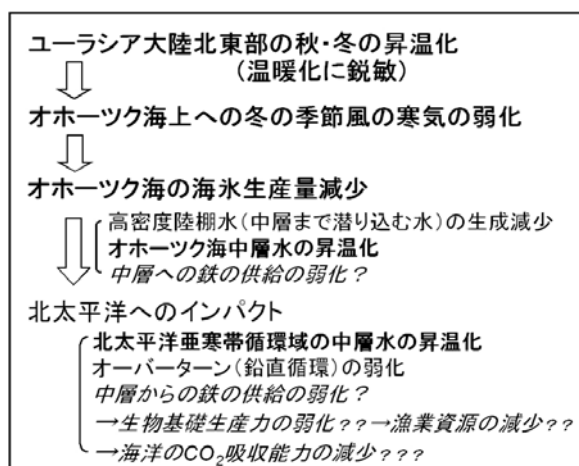 ユーラシア大陸北東部の秋・冬の昇温化
(温暖化に鋭敏)
オホーツク海上への冬の季節風の寒気の弱化
オホーツク海の海氷生産量減少
高密度陸棚水(中層まで潜り込む水)の生成減少
オホーツク海中層水の昇温化
中層への鉄の供給の弱化?
北太平洋へのインパクト
北太平洋亜寒帯循環域の中層水の昇温化
オーバーターン(鉛直循環)の弱化
中層からの鉄の供給の弱化?
→生物基礎生産力の弱化??→漁業資源の減少??
→海洋のCO₂吸収能力の減少???